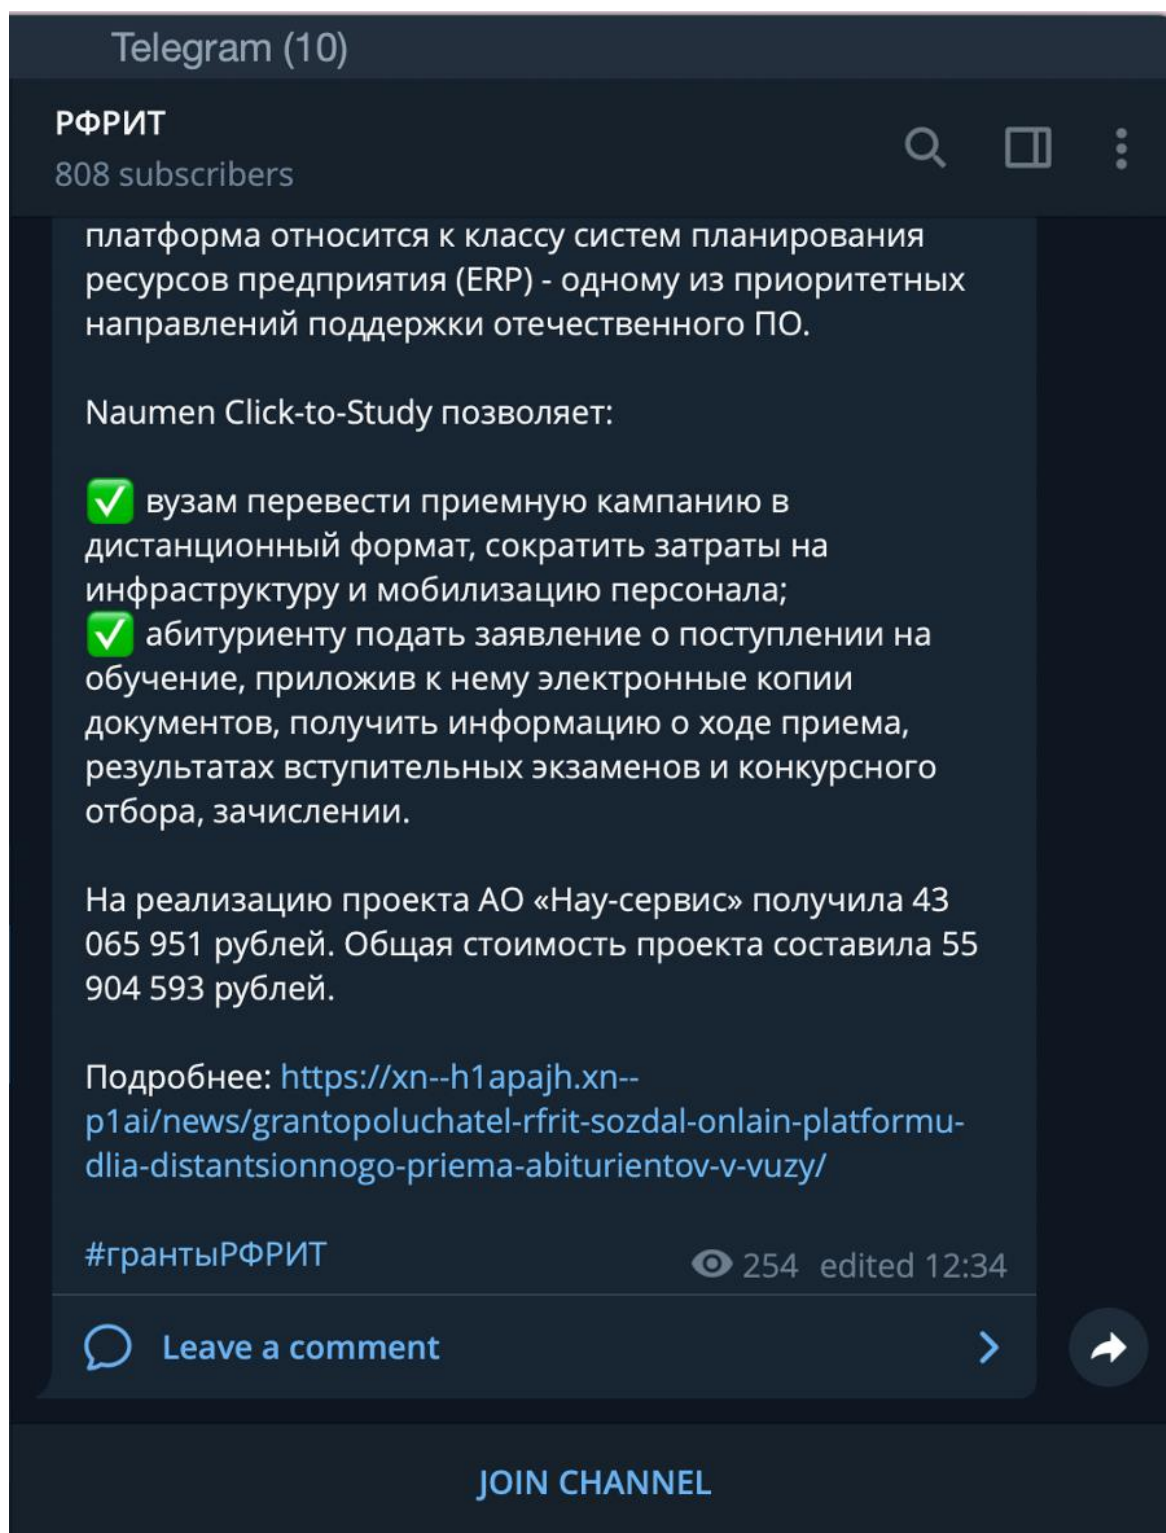 Telegram (10)
РФРИТ
808 subscribers
платформа относится к классу систем планирования
ресурсов предприятия (ERP) - одному из приоритетных
направлений поддержки отечественного ПО.
Naumen Click-to-Study позволяет:
✅ вузам перевести приемную кампанию в
дистанционный формат, сократить затраты на
инфраструктуру и мобилизацию персонала;
✅ абитуриенту подать заявление о поступлении на
обучение, приложив к нему электронные копии
документов, получить информацию о ходе приема,
результатах вступительных экзаменов и конкурсного
отбора, зачислении.
На реализацию проекта АО «Нау-сервис» получила 43
065 951 рублей. Общая стоимость проекта составила 55
904 593 рублей.
Подробнее: https://xn--h1apajh.xn--
p1ai/news/grantopoluchatel-rfrit-sozdal-onlain-platformu-
dlia-distantsionnogo-priema-abiturientov-v-vuzy/
#грантыРФРИТ
254 edited 12:34
Leave a comment
JOIN CHANNEL